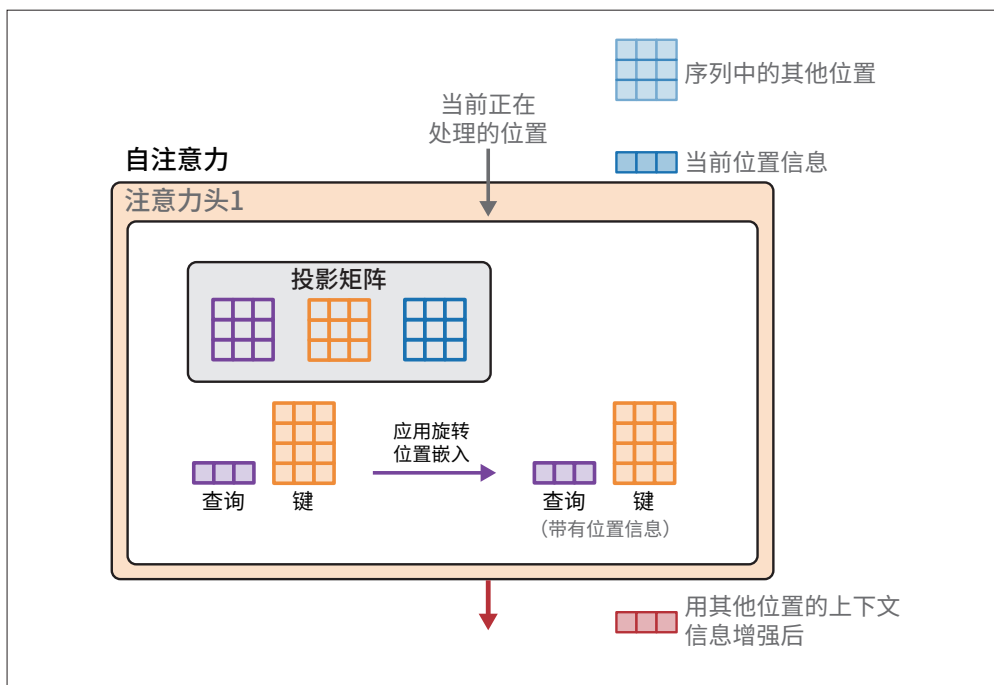 序列中的其他位置
当前正在
处理的位置
自注意力
当前位置信息
注意力头1
投影矩阵
应用旋转
位置嵌入
查询
键
查询
键
（带有位置信息）
用其他位置的上下文
信息增强后